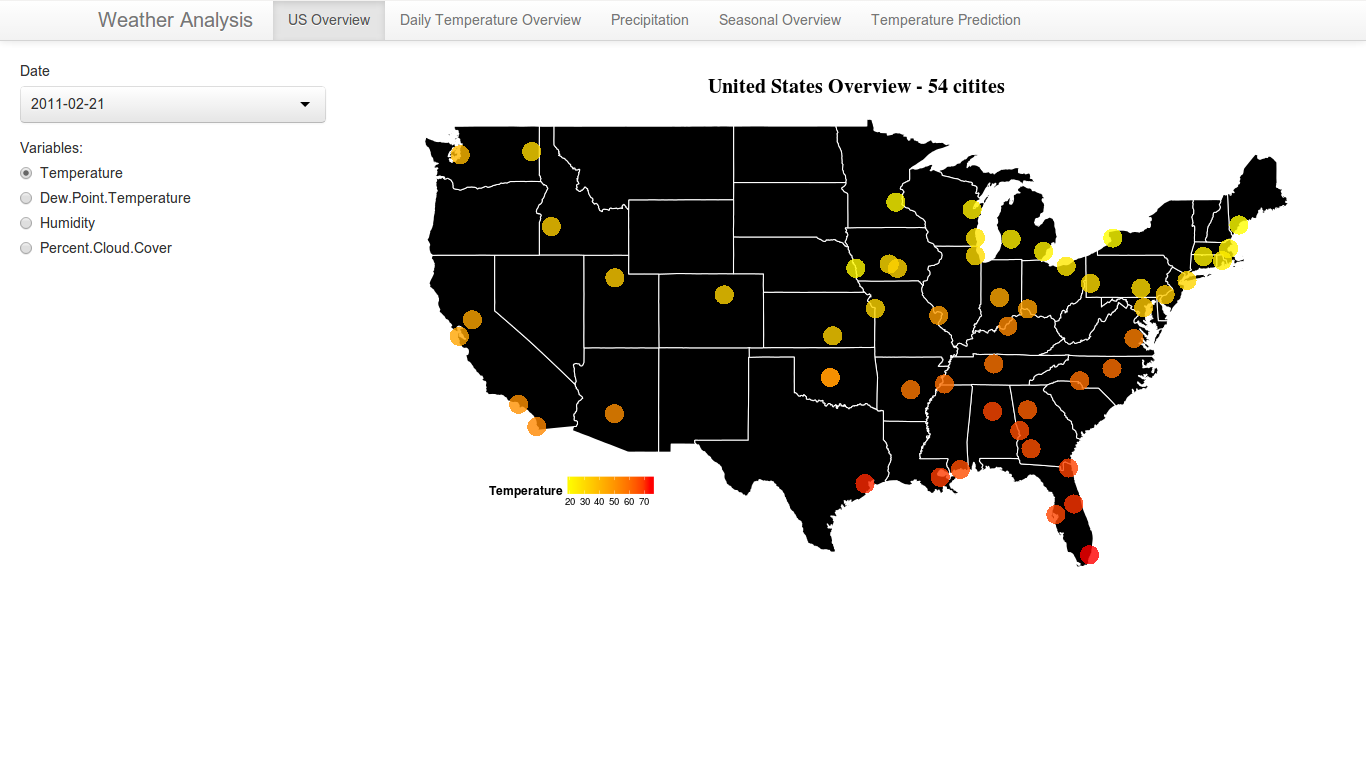 Weather Analysis US Overview Daily Temperature Overview Precipitation Seasonal Overview Temperature Prediction
Date
2011-02-21
Variables:
Temperature
Dew.Point.Temperature
Humidity
Percent.Cloud.Cover
United States Overview - 54 citites
Temperature
20 30 40 50 60 70